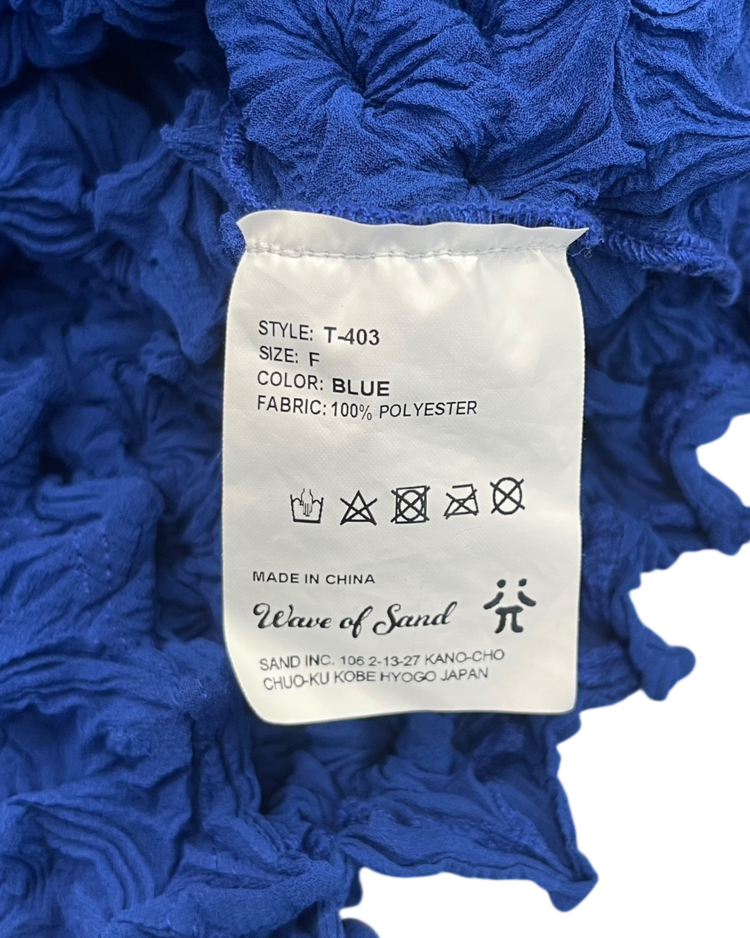 STYLE: T-403
SIZE: F
COLOR: BLUE
FABRIC: 100% POLYESTER
MADE IN CHINA
Wave of Sand
SAND INC. 106 2-13-27 KANO-CHO
CHUO-KU KOBE HYOGO JAPAN